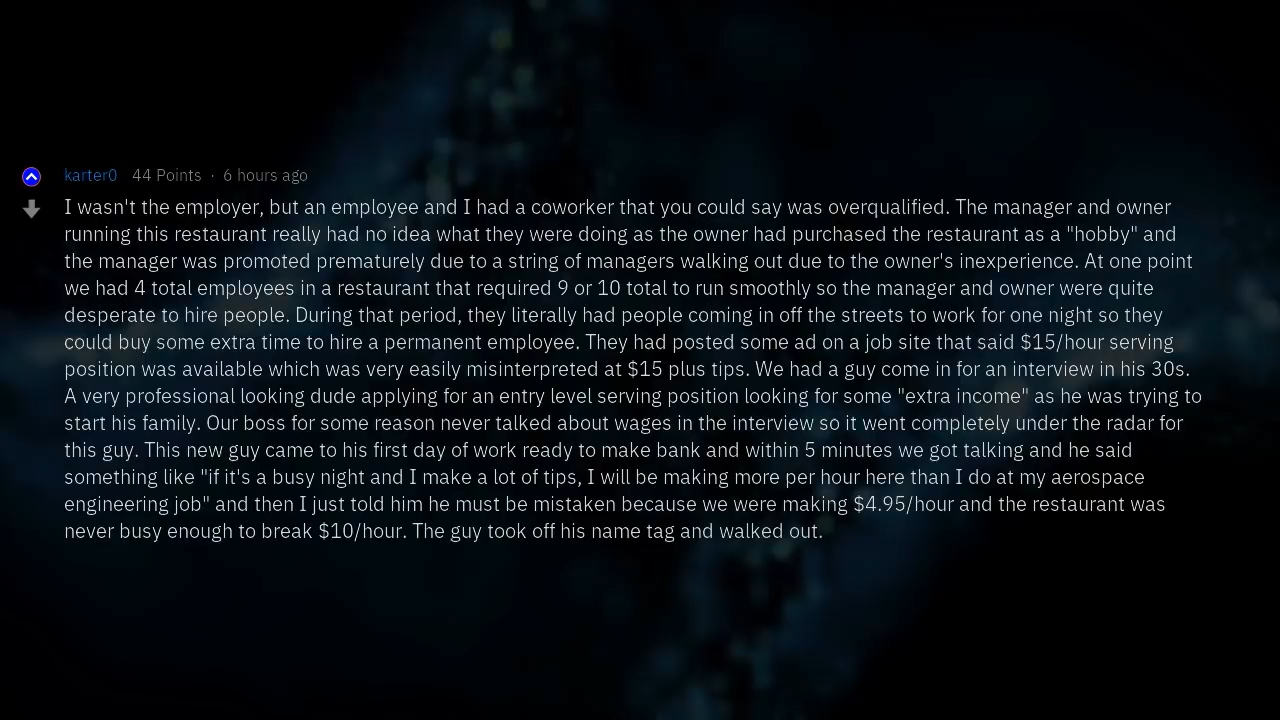 karter0 44 Points · 6 hours ago
I wasn't the employer, but an employee and I had a coworker that you could say was overqualified. The manager and owner
running this restaurant really had no idea what they were doing as the owner had purchased the restaurant as a "hobby" and
the manager was promoted prematurely due to a string of managers walking out due to the owner's inexperience. At one point
we had 4 total employees in a restaurant that required 9 or 10 total to run smoothly so the manager and owner were quite
desperate to hire people. During that period, they literally had people coming in off the streets to work for one night so they
could buy some extra time to hire a permanent employee. They had posted some ad on a job site that said $15/hour serving
position was available which was very easily misinterpreted at $15 plus tips. We had a guy come in for an interview in his 30s.
A very professional looking dude applying for an entry level serving position looking for some "extra income" as he was trying to
start his family. Our boss for some reason never talked about wages in the interview so it went completely under the radar for
this guy. This new guy came to his first day of work ready to make bank and within 5 minutes we got talking and he said
something like "if it's a busy night and I make a lot of tips, I will be making more per hour here than I do at my aerospace
engineering job" and then I just told him he must be mistaken because we were making $4.95/hour and the restaurant was
never busy enough to break $10/hour. The guy took off his name tag and walked out.